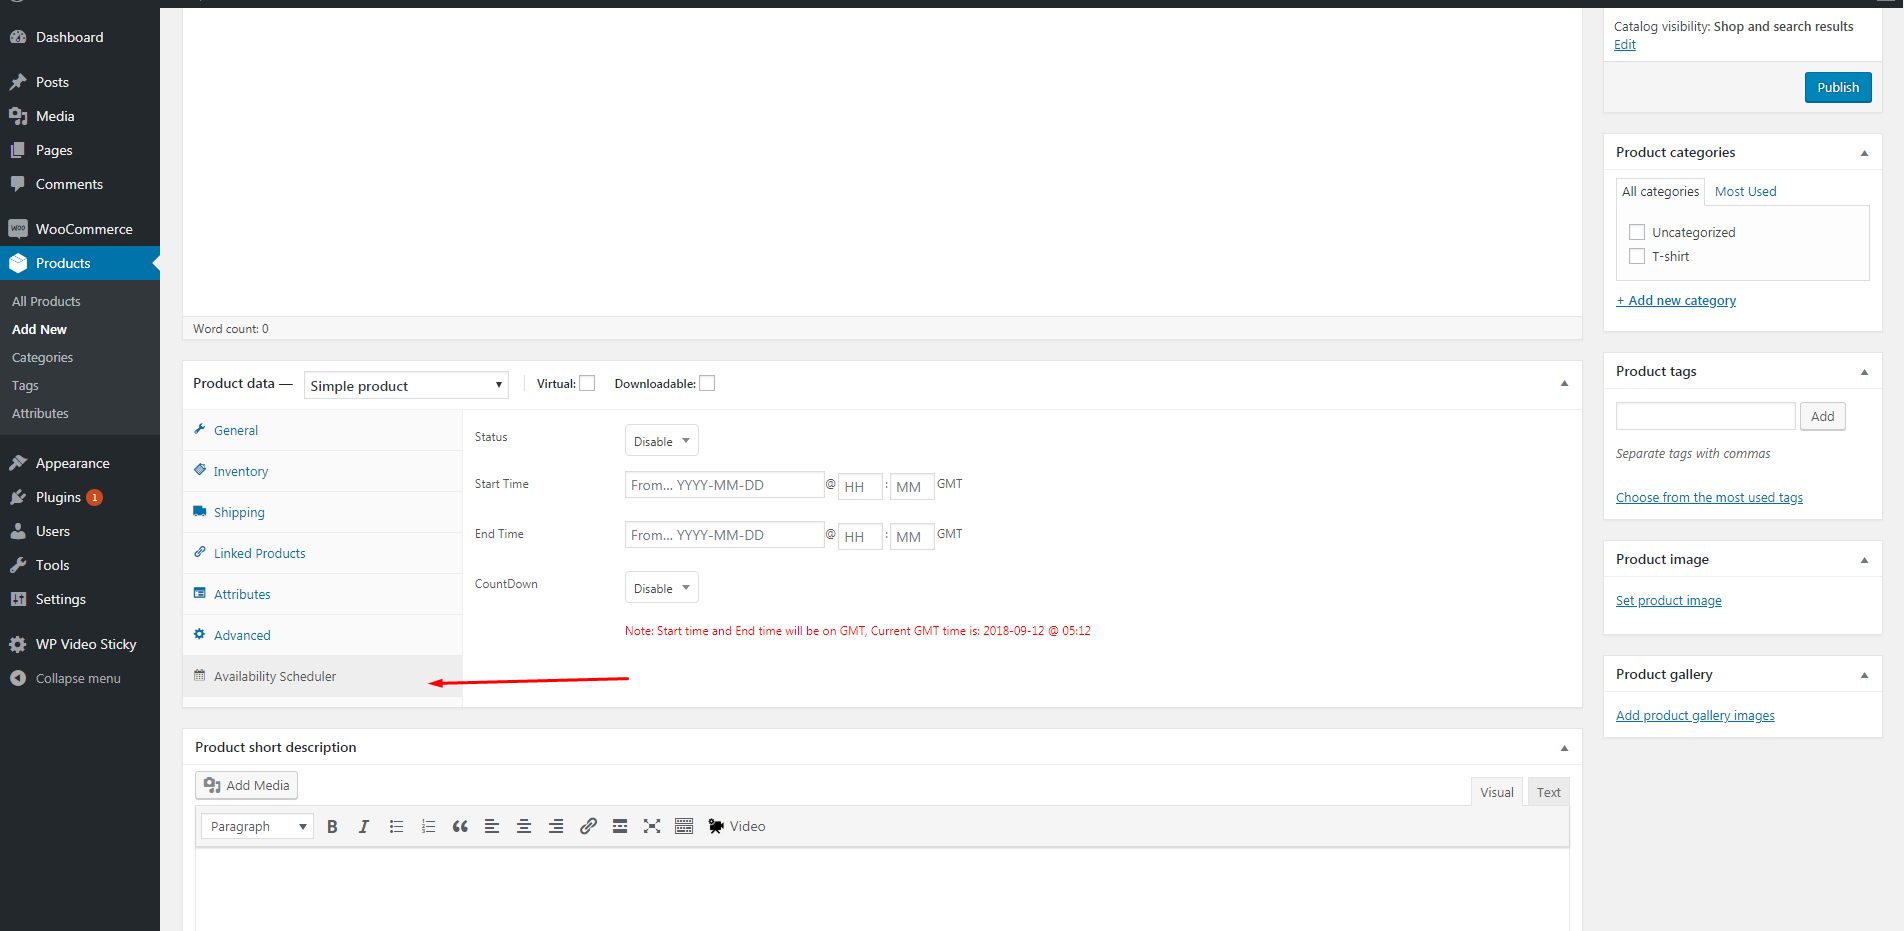 Dashboard
Posts
Media
Pages
Comments
Woo WooCommerce
Products
All Products
Add New
Categories
Tags
Attributes
Appearance
Plugins 1
Users
Tools
Settings
WP Video Sticky
Collapse menu
Word count: 0
Product data — Simple product Virtual: Downloadable:
General
Inventory
Shipping
Linked Products
Attributes
Advanced
Availability Scheduler
Status Disable
Start Time From... YYYY-MM-DD @ HH : MM GMT
End Time From... YYYY-MM-DD @ HH : MM GMT
CountDown Disable
Note: Start time and End time will be on GMT, Current GMT time is: 2018-09-12 @ 05:12
Product short description
Add Media
Visual Text
Paragraph B I Video
Catalog visibility: Shop and search results
Edit
Publish
Product categories
All categories Most Used
Uncategorized
T-shirt
+ Add new category
Product tags
Add
Separate tags with commas
Choose from the most used tags
Product image
Set product image
Product gallery
Add product gallery images